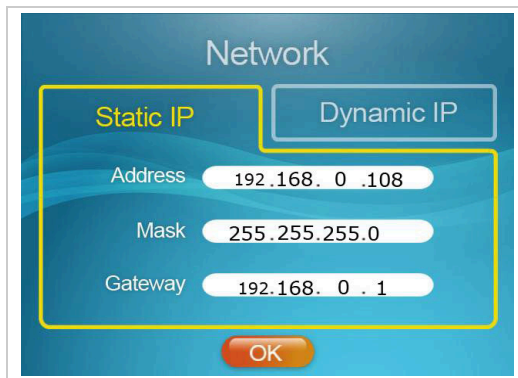 Network
Static IP
Dynamic IP
Address 192.168. 0 .108
Mask 255.255.255.0
Gateway 192.168. 0 . 1
OK